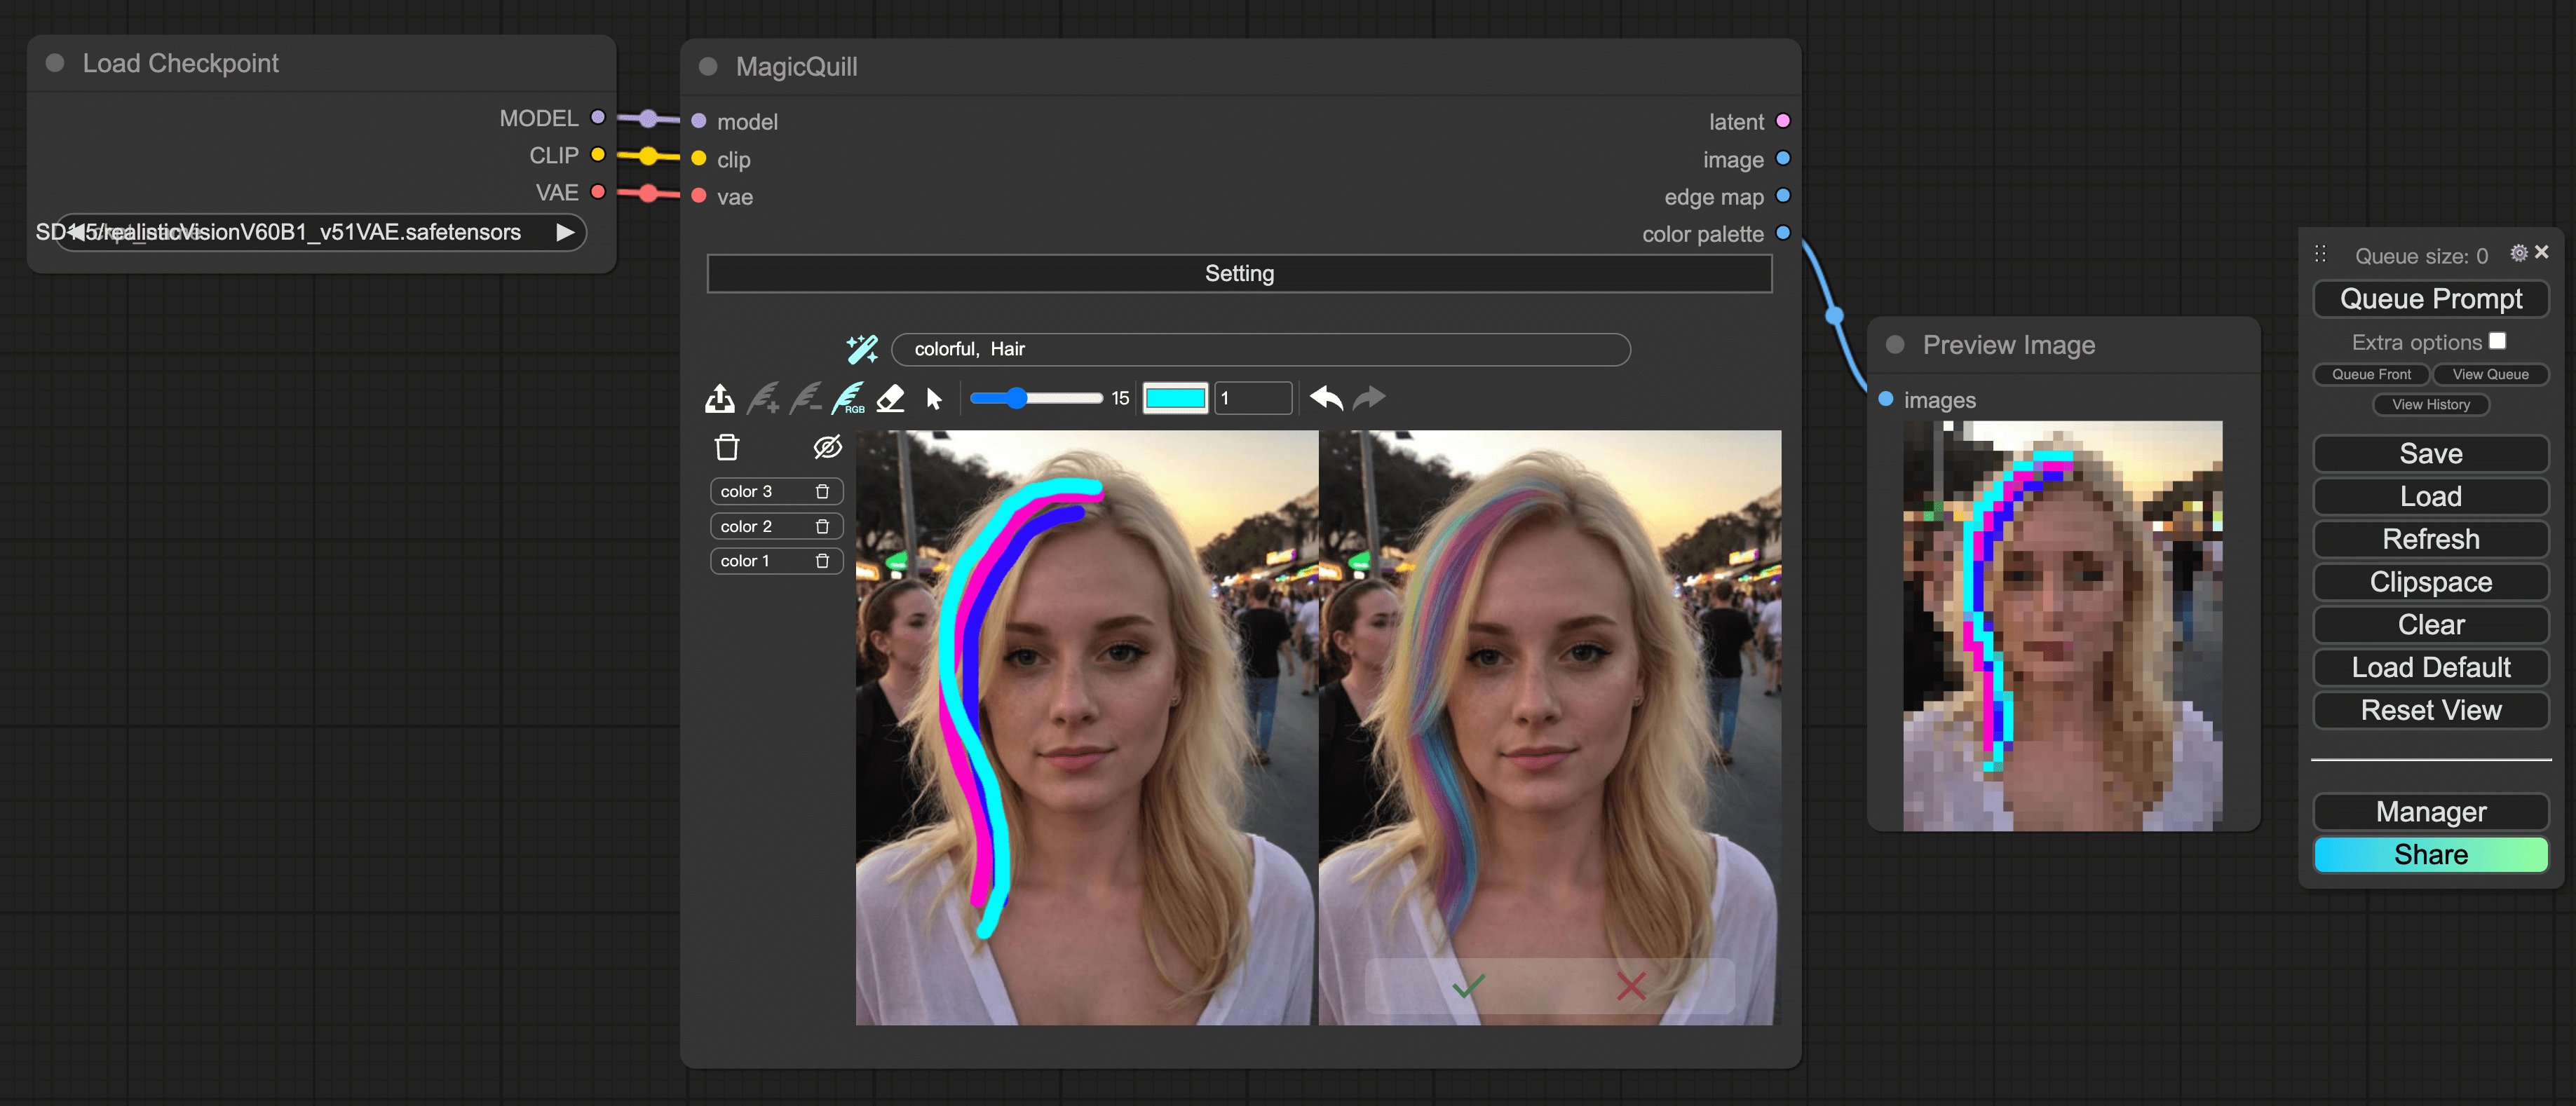 Load Checkpoint
MODEL
CLIP
VAE
SD15/realisticVisionV60B1_v51VAE.safetensors
MagicQuill
model
clip
vae
latent
image
edge map
color palette
Setting
colorful, Hair
RGB
15
1
color 3
color 2
color 1
Preview Image
images
Queue size: 0
Queue Prompt
Extra options
Queue Front View Queue
View History
Save
Load
Refresh
Clipspace
Clear
Load Default
Reset View
Manager
Share